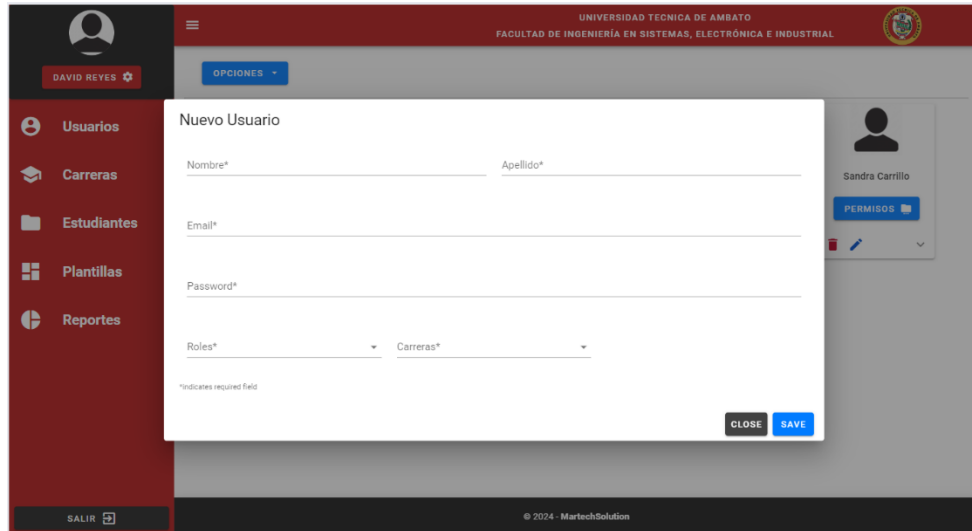 UNIVERSIDAD TECNICA DE AMBATO
FACULTAD DE INGENIERÍA EN SISTEMAS, ELECTRÓNICA E INDUSTRIAL
DAVID REYES
OPCIONES
Usuarios
Carreras
Estudiantes
Plantillas
Reportes
SALIR
Nuevo Usuario
Nombre* Apellido*
Email*
Password*
Roles* Carreras*
*Indicates required field
CLOSE SAVE
Sandra Carrillo
PERMISOS
© 2024 - MartechSolution